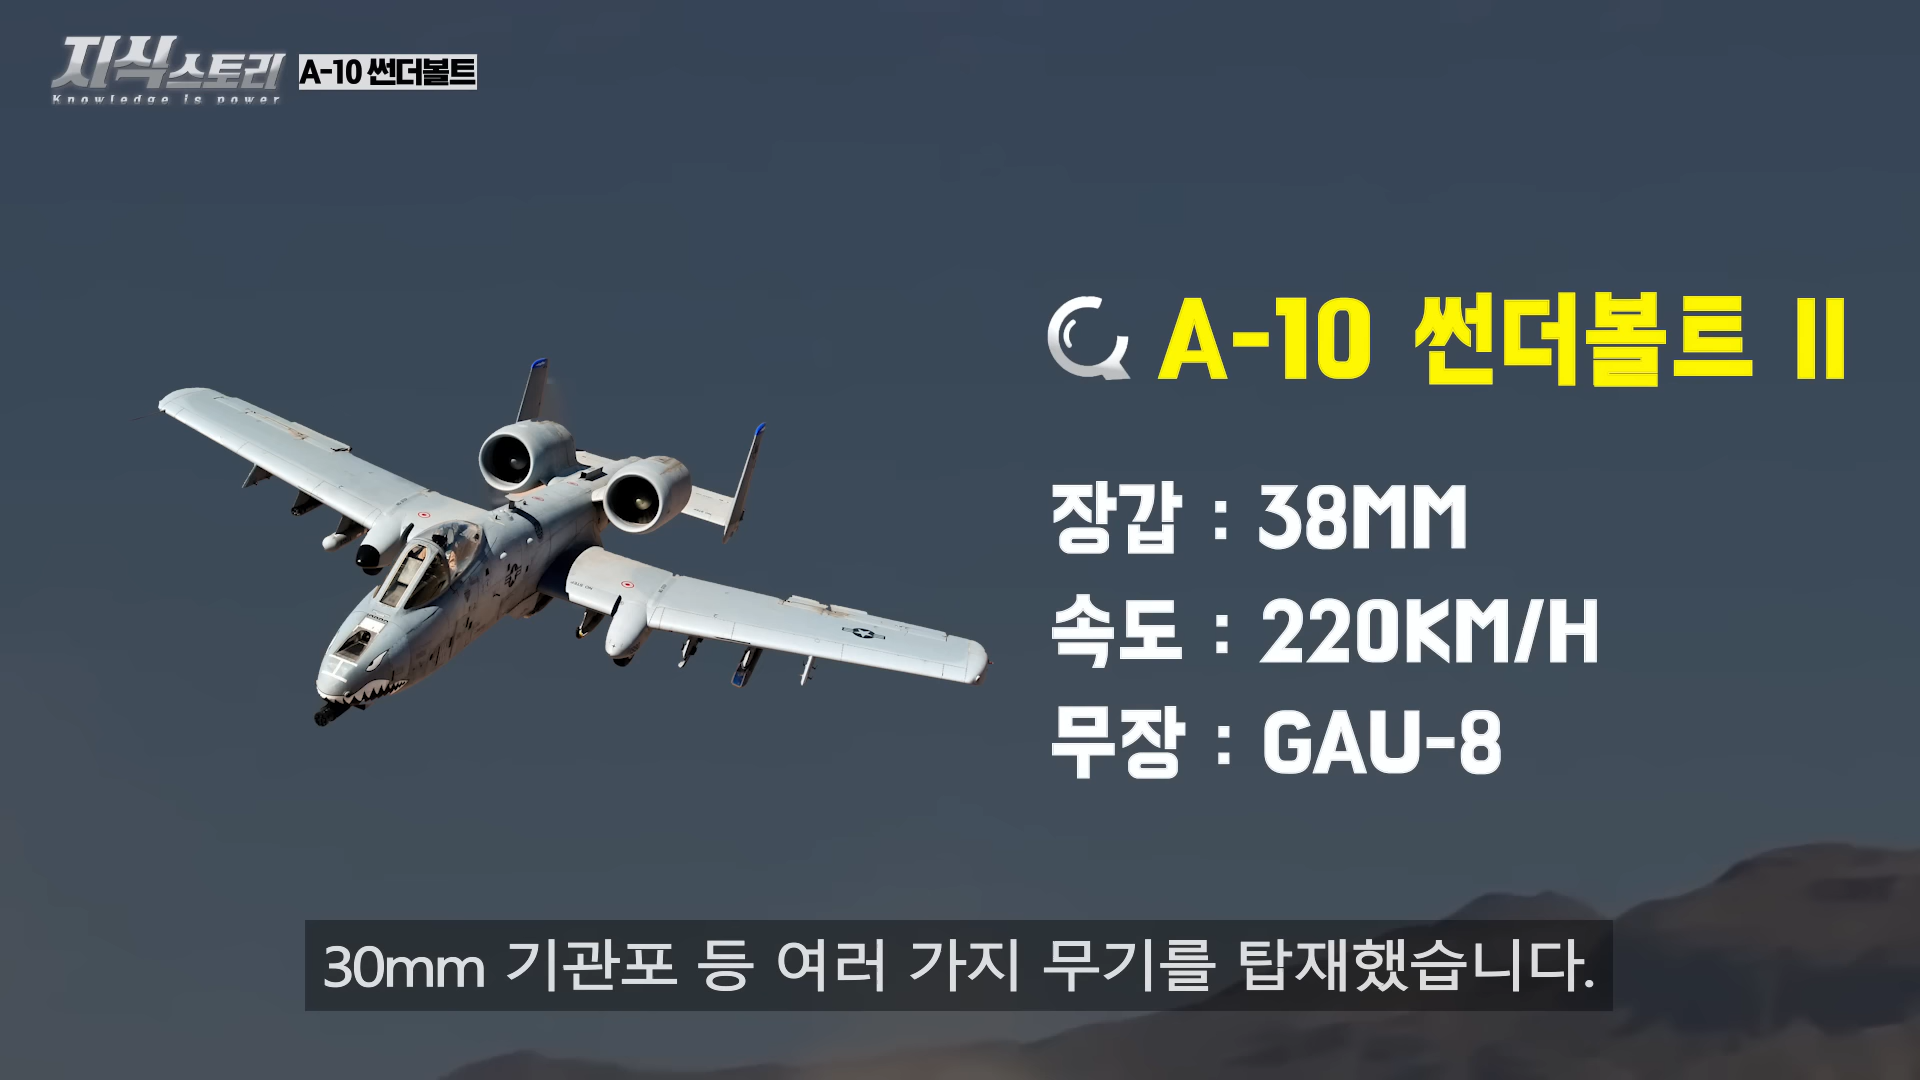 지식스토리
Knowledge is power
A-10 썬더볼트
A-10 썬더볼트 II
장갑 : 38MM
속도 : 220KM/H
무장 : GAU-8
30mm 기관포 등 여러 가지 무기를 탑재했습니다.